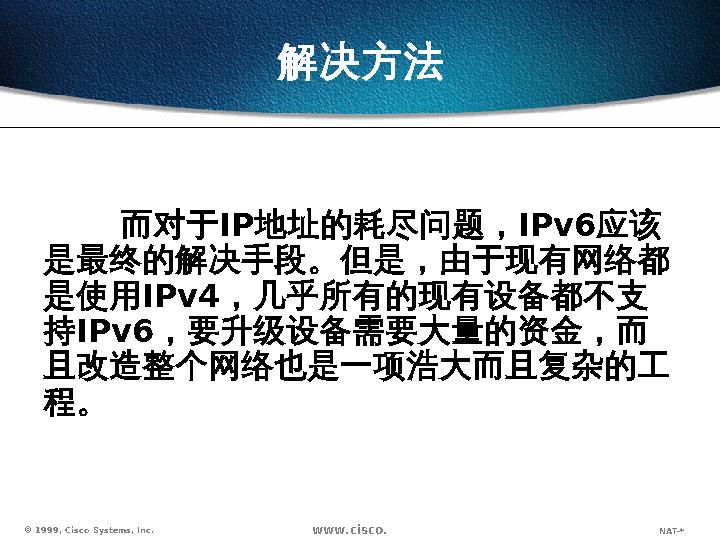 解决方法
而对于IP地址的耗尽问题，IPv6应该
是最终的解决手段。但是，由于现有网络都
是使用IPv4，几乎所有的现有设备都不支
持IPv6，要升级设备需要大量的资金，而
且改造整个网络也是一项浩大而且复杂的工
程。
© 1999, Cisco Systems, Inc.
www.cisco.
NAT-*